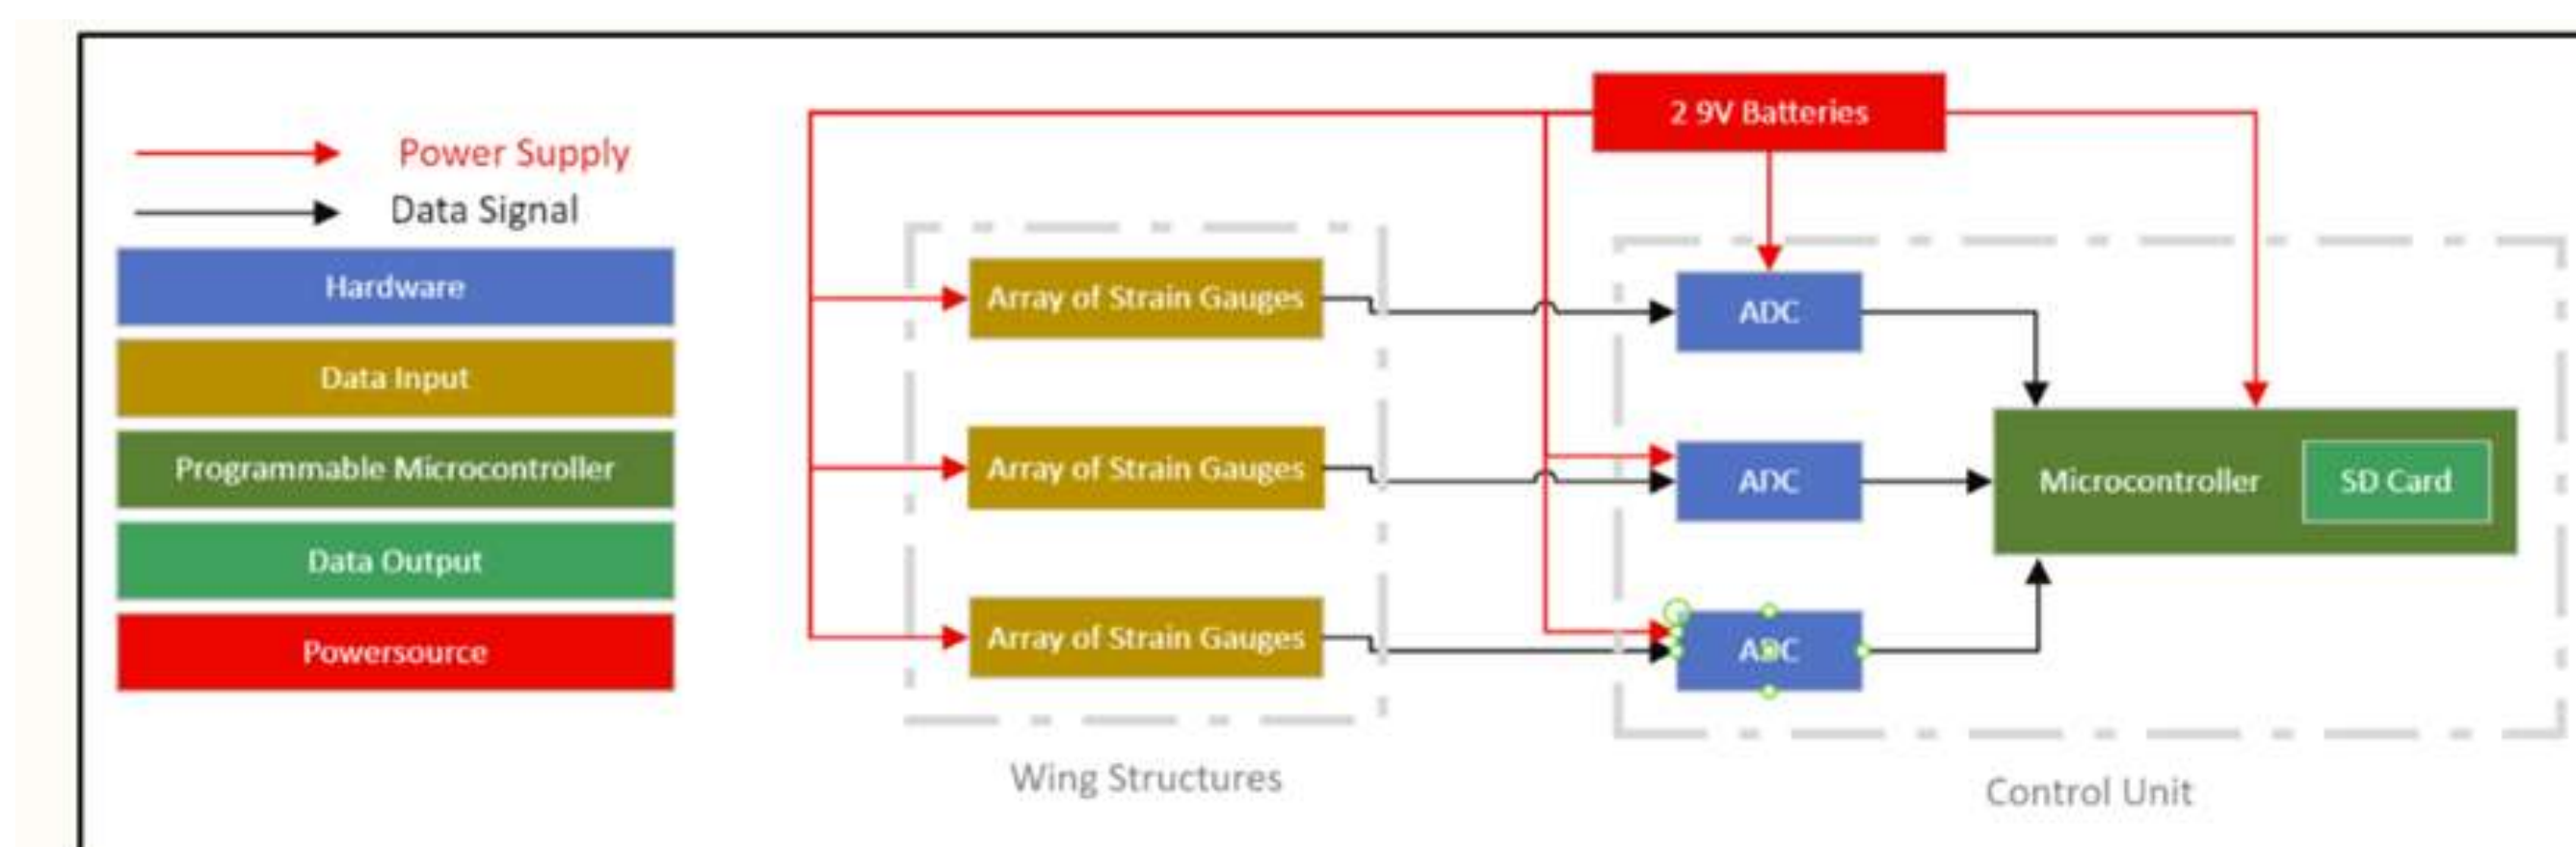 Power Supply
Data Signal
Hardware
Data Input
Programmable Microcontroller
Data Output
Powersource
2 9V Batteries
Array of Strain Gauges
ADC
Array of Strain Gauges
ADC
Microcontroller
SD Card
Array of Strain Gauges
ADC
Wing Structures
Control Unit